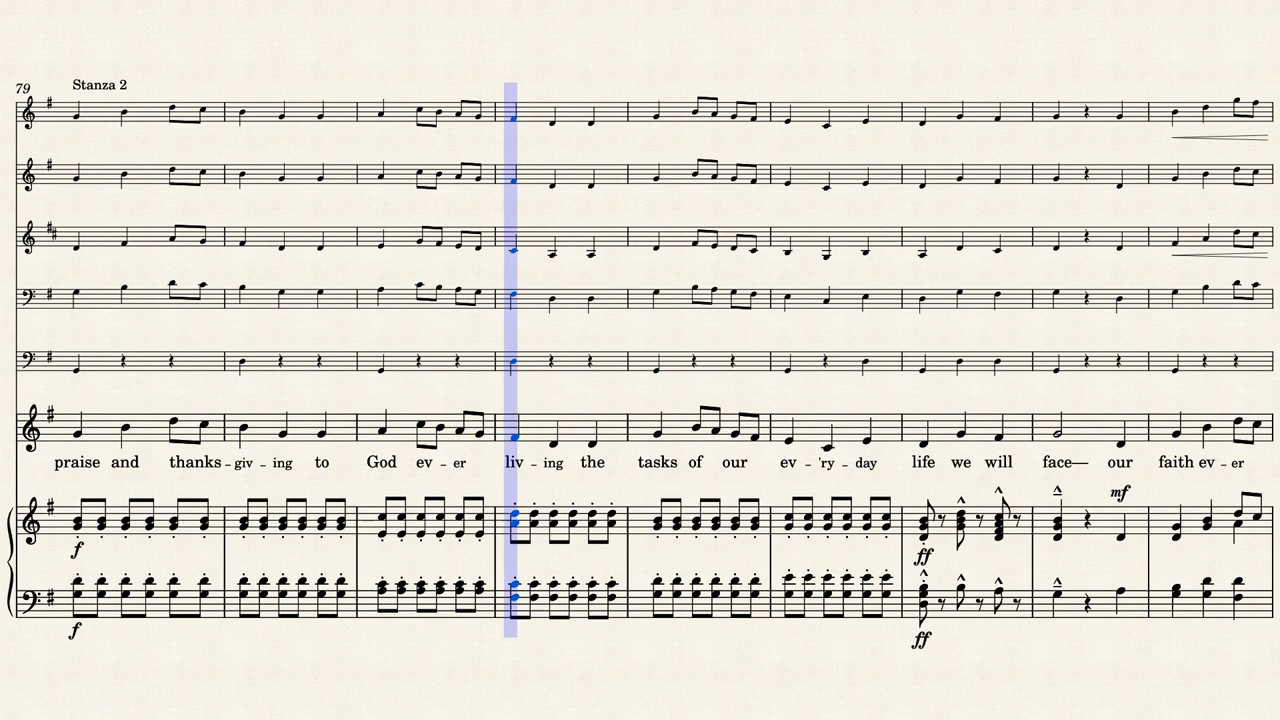 79
Stanza 2
praise and thanks-giv-ing to God ev-er liv-ing the tasks of our ev-'ry-day life we will face— our faith ev-er
mf
f
ff
f
ff